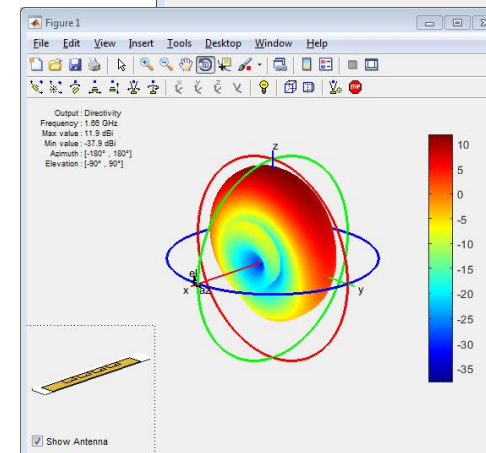 Figure 1
File Edit View Insert Tools Desktop Window Help
Output : Directivity
Frequency : 1.66 GHz
Max value : 11.9 dBi
Min value : -37.9 dBi
Azimuth : [-180° , 180°]
Elevation : [-90° , 90°]
z
el
x az
y
10
5
0
-5
-10
-15
-20
-25
-30
-35
Show Antenna